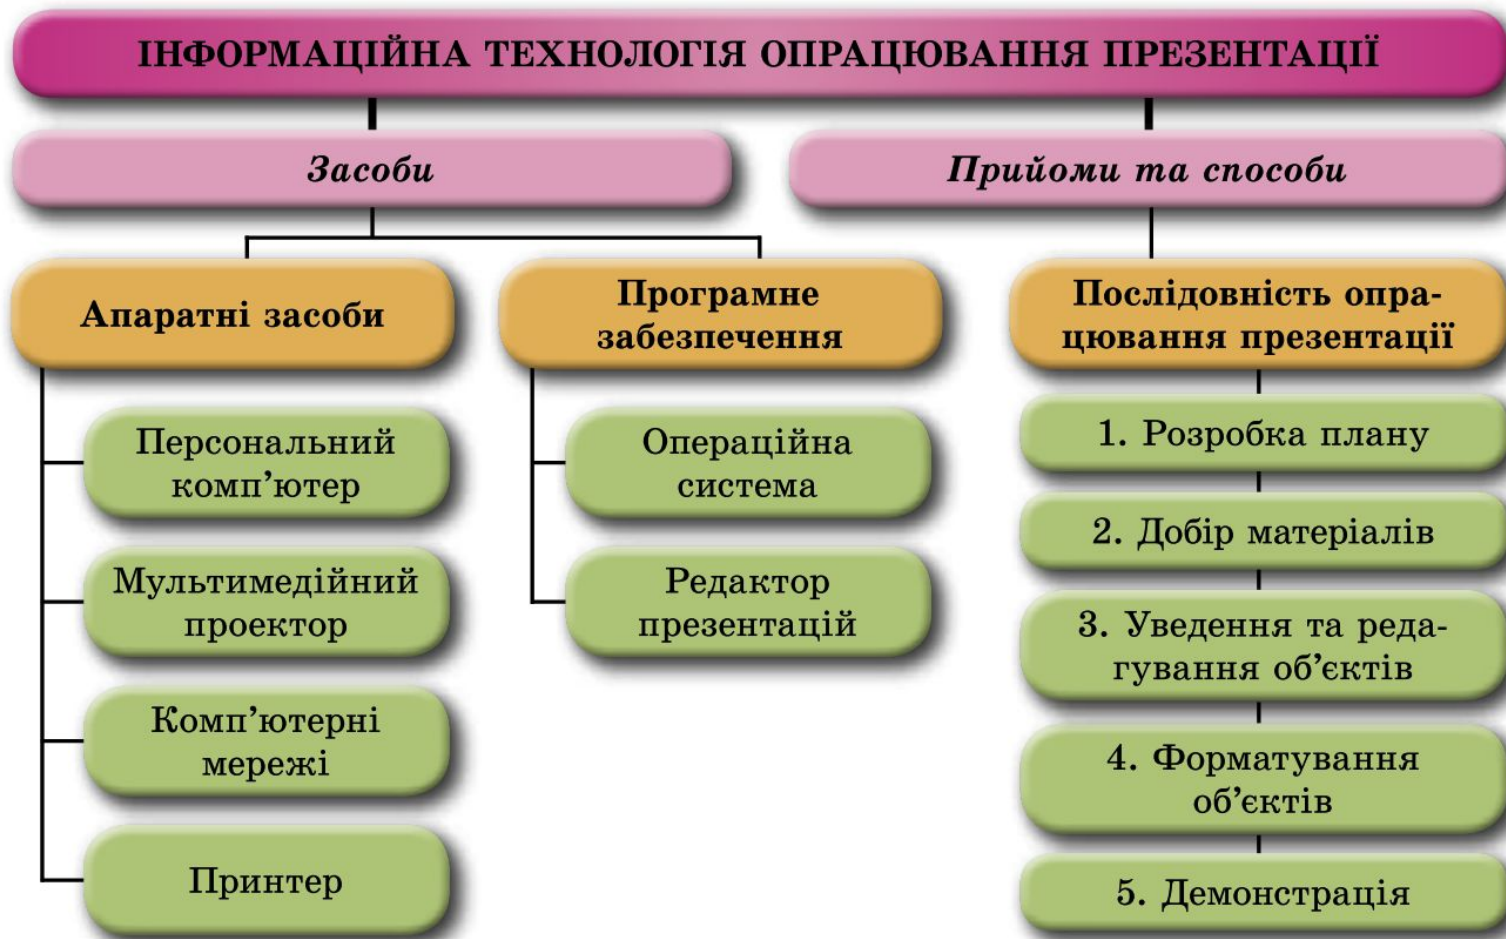 ІНФОРМАЦІЙНА ТЕХНОЛОГІЯ ОПРАЦЮВАННЯ ПРЕЗЕНТАЦІЇ
Засоби
Прийоми та способи
Апаратні засоби
Програмне
забезпечення
Послідовність опра-
цювання презентації
Персональний
комп’ютер
Мультимедійний
проектор
Комп’ютерні
мережі
Принтер
Операційна
система
Редактор
презентацій
1. Розробка плану
2. Добір матеріалів
3. Уведення та реда-
гування об’єктів
4. Форматування
об’єктів
5. Демонстрація